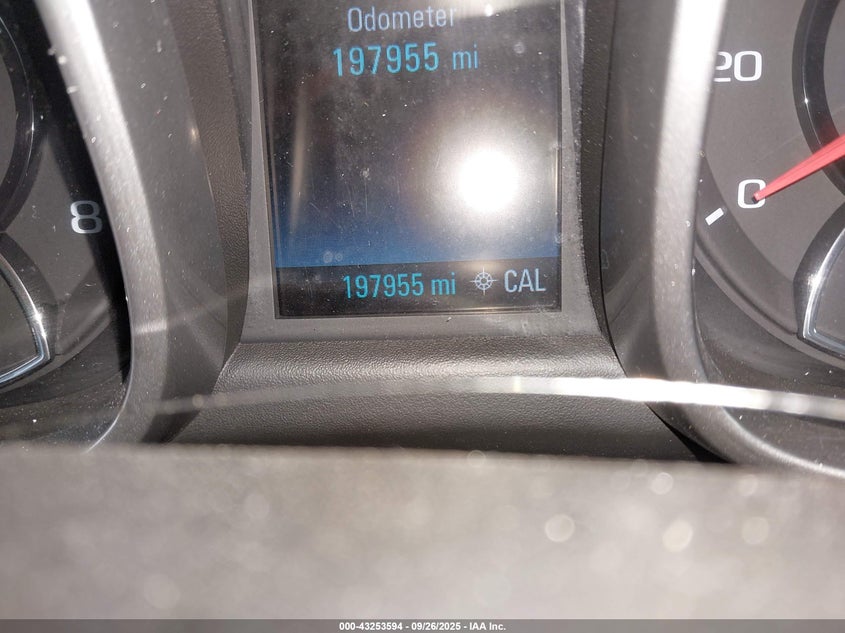 Odometer
197955 mi
20
0
8
197955 mi CAL
000-43253594 - 09/26/2025 - IAA Inc.